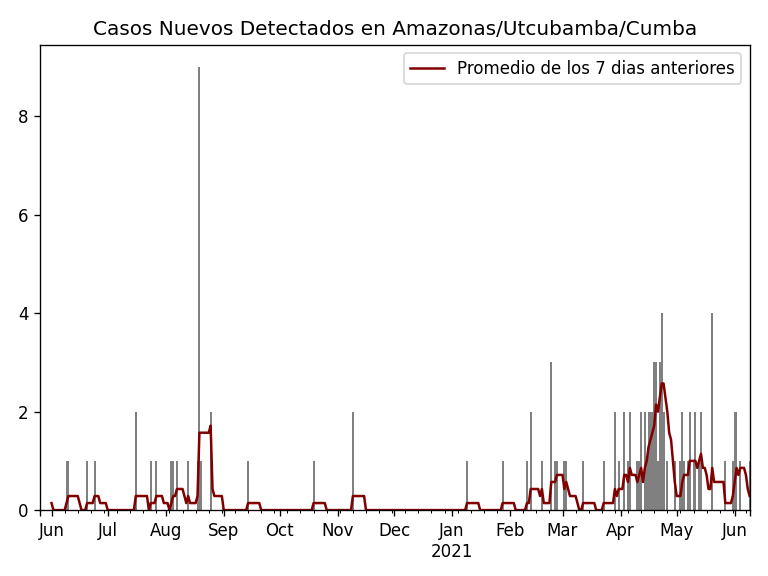 Casos Nuevos Detectados en Amazonas/Utcubamba/Cumba
Promedio de los 7 dias anteriores
8
6
4
2
0
Jun Jul Aug Sep Oct Nov Dec Jan Feb Mar Apr May Jun
2021